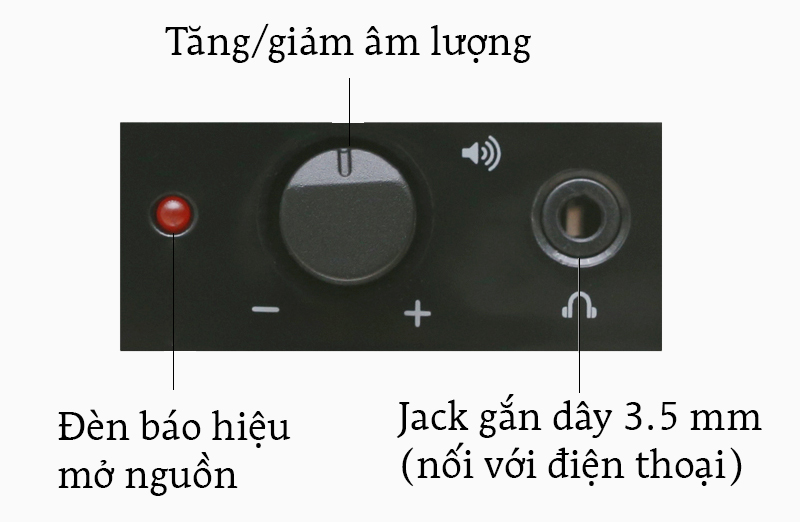 Tăng/giảm âm lượng
− +
Đèn báo hiệu
mở nguồn
Jack gắn dây 3.5 mm
(nối với điện thoại)